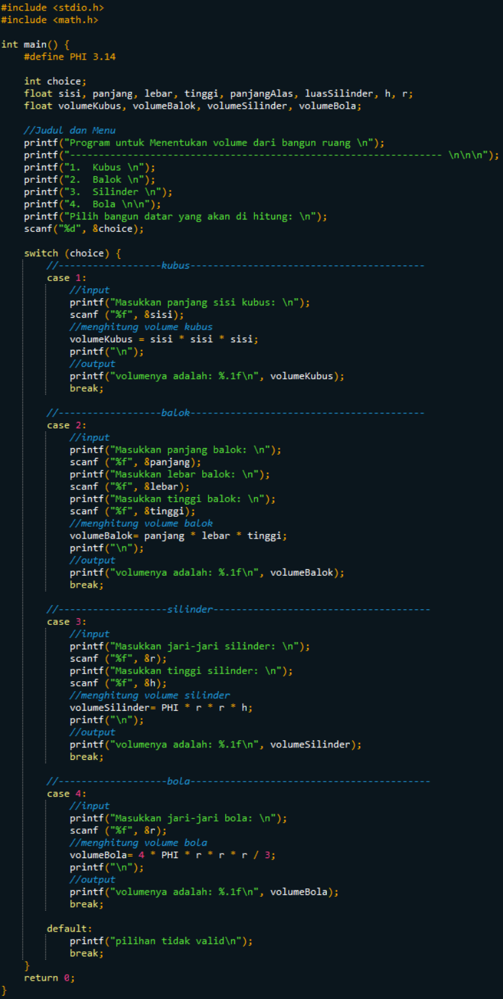 #include <stdio.h>
#include <math.h>

int main() {
    #define PHI 3.14

    int choice;
    float sisi, panjang, lebar, tinggi, panjangAlas, luasSilinder, h, r;
    float volumeKubus, volumeBalok, volumeSilinder, volumeBola;

    //Judul dan Menu
    printf("Program untuk Menentukan volume dari bangun ruang \n");
    printf("----------------------------------------------------------------- \n\n\n");
    printf("1.  Kubus \n");
    printf("2.  Balok \n");
    printf("3.  Silinder \n");
    printf("4.  Bola \n\n");
    printf("Pilih bangun datar yang akan di hitung: \n");
    scanf("%d", &choice);

    switch (choice) {
        //------------------kubus-----------------------------------------
        case 1:
            //input
            printf("Masukkan panjang sisi kubus: \n");
            scanf ("%f", &sisi);
            //menghitung volume kubus
            volumeKubus = sisi * sisi * sisi;
            printf("\n");
            //output
            printf("volumenya adalah: %.1f\n", volumeKubus);
            break;

        //------------------balok-----------------------------------------
        case 2:
            //input
            printf("Masukkan panjang balok: \n");
            scanf ("%f", &panjang);
            printf("Masukkan lebar balok: \n");
            scanf ("%f", &lebar);
            printf("Masukkan tinggi balok: \n");
            scanf ("%f", &tinggi);
            //menghitung volume balok
            volumeBalok= panjang * lebar * tinggi;
            printf("\n");
            //output
            printf("volumenya adalah: %.1f\n", volumeBalok);
            break;

        //-------------------silinder--------------------------------------
        case 3:
            //input
            printf("Masukkan jari-jari silinder: \n");
            scanf ("%f", &r);
            printf("Masukkan tinggi silinder: \n");
            scanf ("%f", &h);
            //menghitung volume silinder
            volumeSilinder= PHI * r * r * h;
            printf("\n");
            //output
            printf("volumenya adalah: %.1f\n", volumeSilinder);
            break;

        //-------------------bola------------------------------------------
        case 4:
            //input
            printf("Masukkan jari-jari bola: \n");
            scanf ("%f", &r);
            //menghitung volume bola
            volumeBola= 4 * PHI * r * r * r / 3;
            printf("\n");
            //output
            printf("volumenya adalah: %.1f\n", volumeBola);
            break;

        default:
            printf("pilihan tidak valid\n");
            break;
    }
    return 0;
}